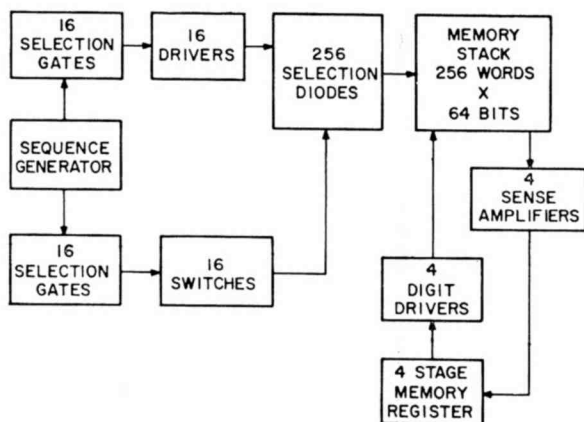 16
SELECTION
GATES
16
DRIVERS
256
SELECTION
DIODES
MEMORY
STACK
256 WORDS
X
64 BITS
SEQUENCE
GENERATOR
4
SENSE
AMPLIFIERS
16
SELECTION
GATES
16
SWITCHES
4
DIGIT
DRIVERS
4 STAGE
MEMORY
REGISTER